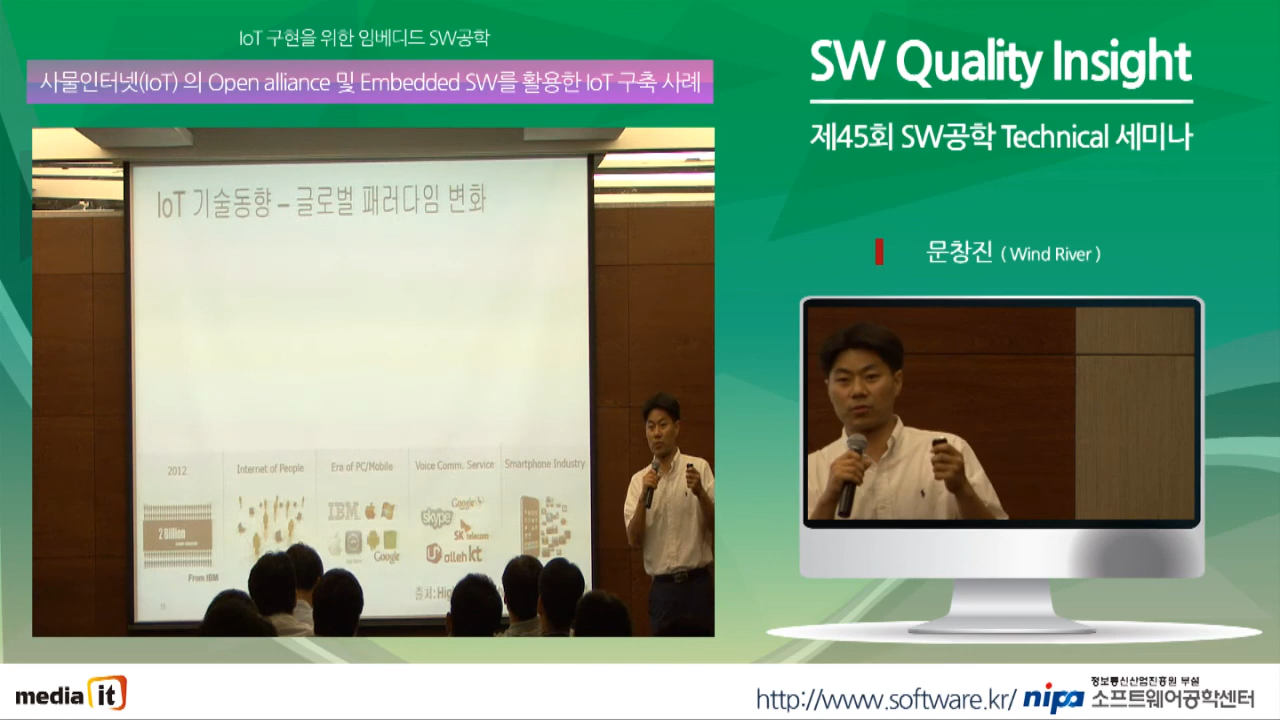 IoT 구현을 위한 임베디드 SW공학
사물인터넷(IoT) 의 Open alliance 및 Embedded SW를 활용한 IoT 구축 사례
SW Quality Insight
제45회 SW공학 Technical 세미나
문창진 ( Wind River )
IoT 기술동향 – 글로벌 패러다임 변화
2012
Internet of People
Era of PC/Mobile
Voice Comm. Service
Smartphone Industry
2 Billion
IBM
Google
skype
Google
SK telecom
olleh kt
From IBM
출처:
media it
http://www.software.kr/
nipa
정보통신산업진흥원 부설
소프트웨어공학센터